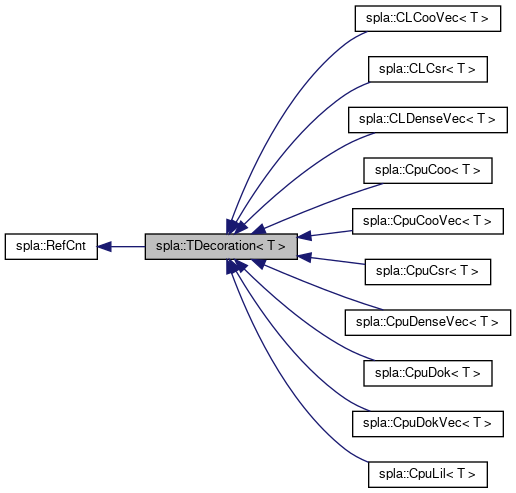 spla::CLCooVec< T >
spla::CLCsr< T >
spla::CLDenseVec< T >
spla::CpuCoo< T >
spla::CpuCooVec< T >
spla::RefCnt
spla::TDecoration< T >
spla::CpuCsr< T >
spla::CpuDenseVec< T >
spla::CpuDok< T >
spla::CpuDokVec< T >
spla::CpuLil< T >